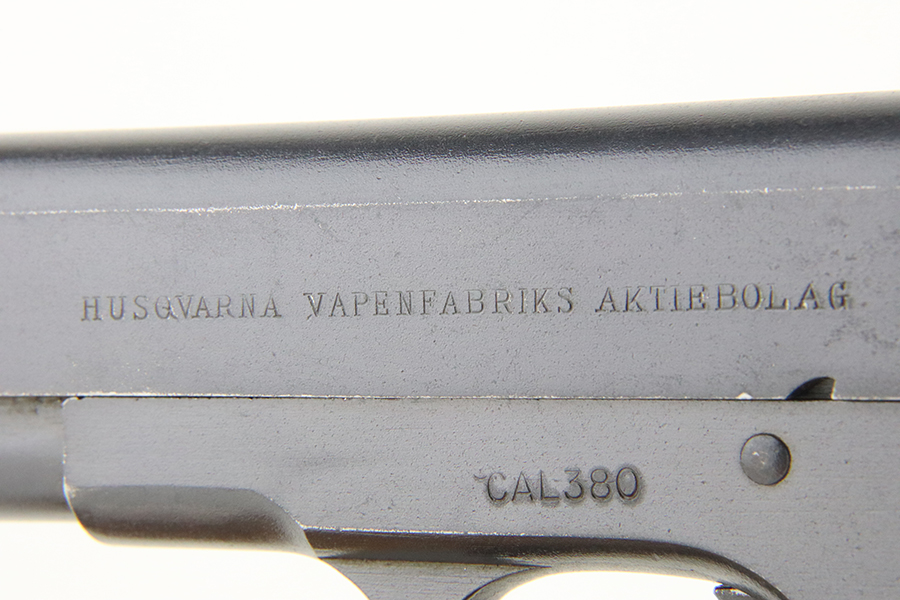 HUSQVARNA VAPENFABRIKS AKTIEBOLAG
CAL380